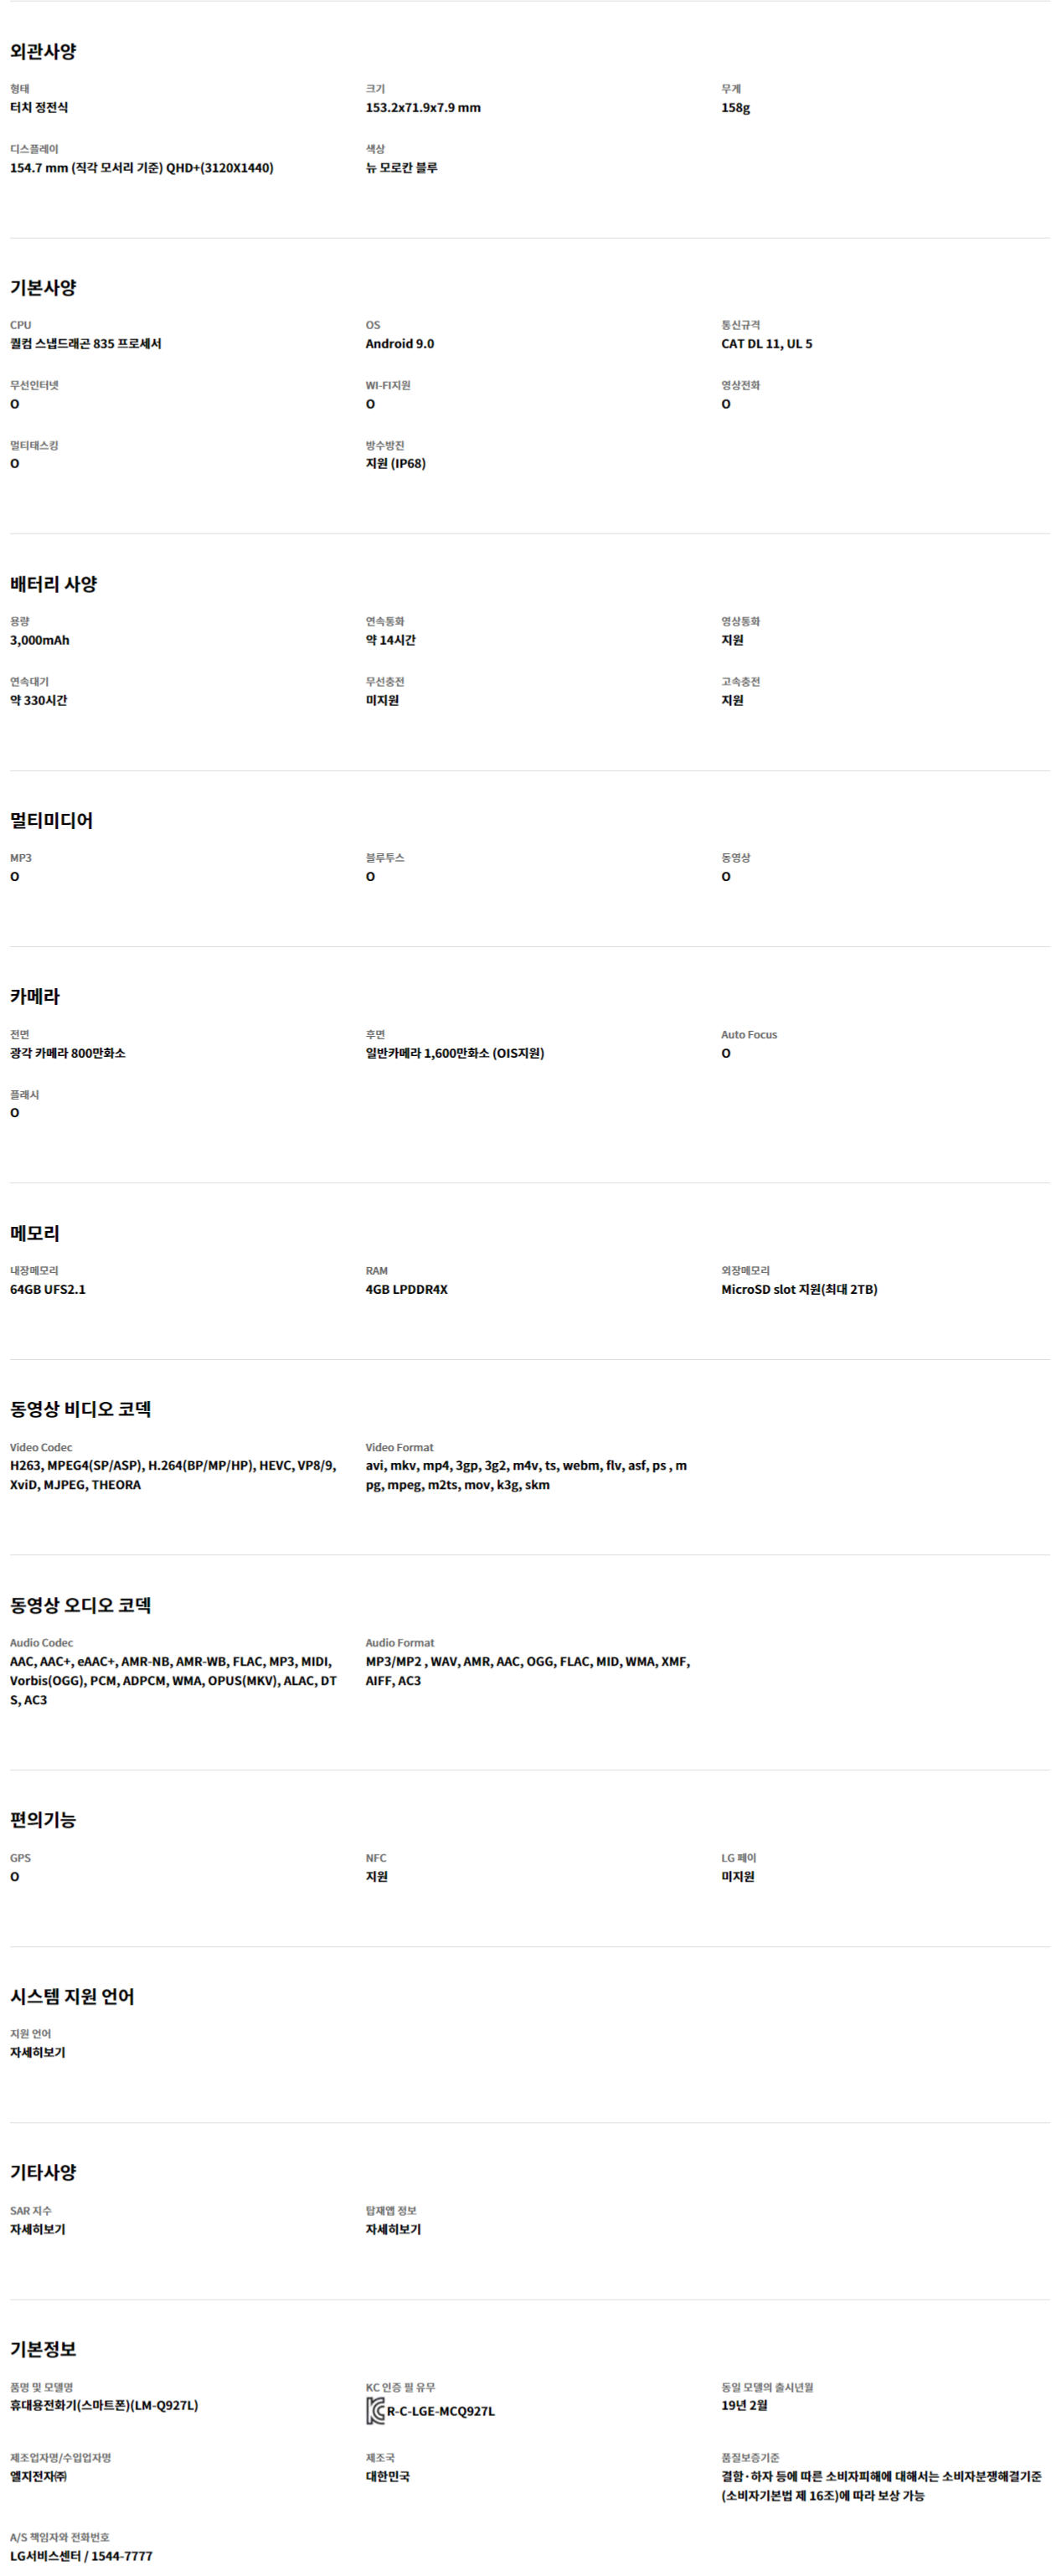 외관사양
형태
터치 정전식
크기
153.2x71.9x7.9 mm
무게
158g
디스플레이
154.7 mm (직각 모서리 기준) QHD+(3120X1440)
색상
뉴 모로칸 블루
기본사양
CPU
퀄컴 스냅드래곤 835 프로세서
OS
Android 9.0
통신규격
CAT DL 11, UL 5
무선인터넷
O
WI-FI지원
O
영상전화
O
멀티태스킹
O
방수방진
지원 (IP68)
배터리 사양
용량
3,000mAh
연속통화
약 14시간
영상통화
지원
연속대기
약 330시간
무선충전
미지원
고속충전
지원
멀티미디어
MP3
O
블루투스
O
동영상
O
카메라
전면
광각 카메라 800만화소
후면
일반카메라 1,600만화소 (OIS지원)
Auto Focus
O
플래시
O
메모리
내장메모리
64GB UFS2.1
RAM
4GB LPDDR4X
외장메모리
MicroSD slot 지원(최대 2TB)
동영상 비디오 코덱
Video Codec
H263, MPEG4(SP/ASP), H.264(BP/MP/HP), HEVC, VP8/9,
XviD, MJPEG, THEORA
Video Format
avi, mkv, mp4, 3gp, 3g2, m4v, ts, webm, flv, asf, ps , m
pg, mpeg, m2ts, mov, k3g, skm
동영상 오디오 코덱
Audio Codec
AAC, AAC+, eAAC+, AMR-NB, AMR-WB, FLAC, MP3, MIDI,
Vorbis(OGG), PCM, ADPCM, WMA, OPUS(MKV), ALAC, DT
S, AC3
Audio Format
MP3/MP2 , WAV, AMR, AAC, OGG, FLAC, MID, WMA, XMF,
AIFF, AC3
편의기능
GPS
O
NFC
지원
LG 페이
미지원
시스템 지원 언어
지원 언어
자세히보기
기타사양
SAR 지수
자세히보기
탑재앱 정보
자세히보기
기본정보
품명 및 모델명
휴대용전화기(스마트폰)(LM-Q927L)
KC 인증 필 유무
R-C-LGE-MCQ927L
동일 모델의 출시년월
19년 2월
제조업자명/수입업자명
엘지전자㈜
제조국
대한민국
품질보증기준
결함·하자 등에 따른 소비자피해에 대해서는 소비자분쟁해결기준
(소비자기본법 제 16조)에 따라 보상 가능
A/S 책임자와 전화번호
LG서비스센터 / 1544-7777